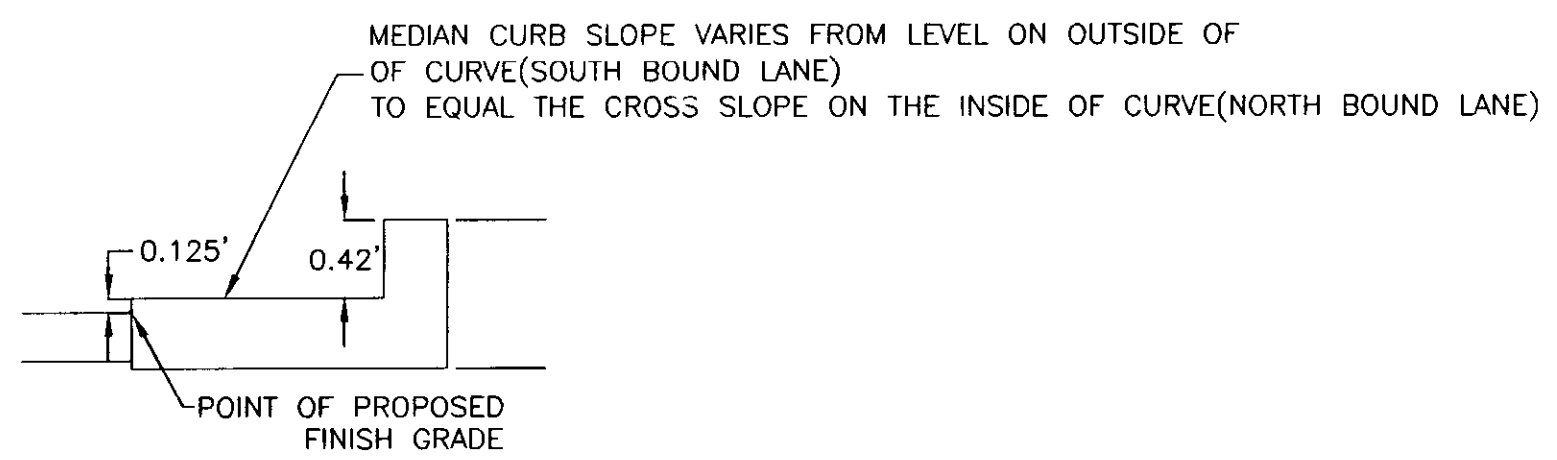 MEDIAN CURB SLOPE VARIES FROM LEVEL ON OUTSIDE OF
OF CURVE(SOUTH BOUND LANE)
TO EQUAL THE CROSS SLOPE ON THE INSIDE OF CURVE(NORTH BOUND LANE)
0.125'
0.42'
POINT OF PROPOSED
FINISH GRADE